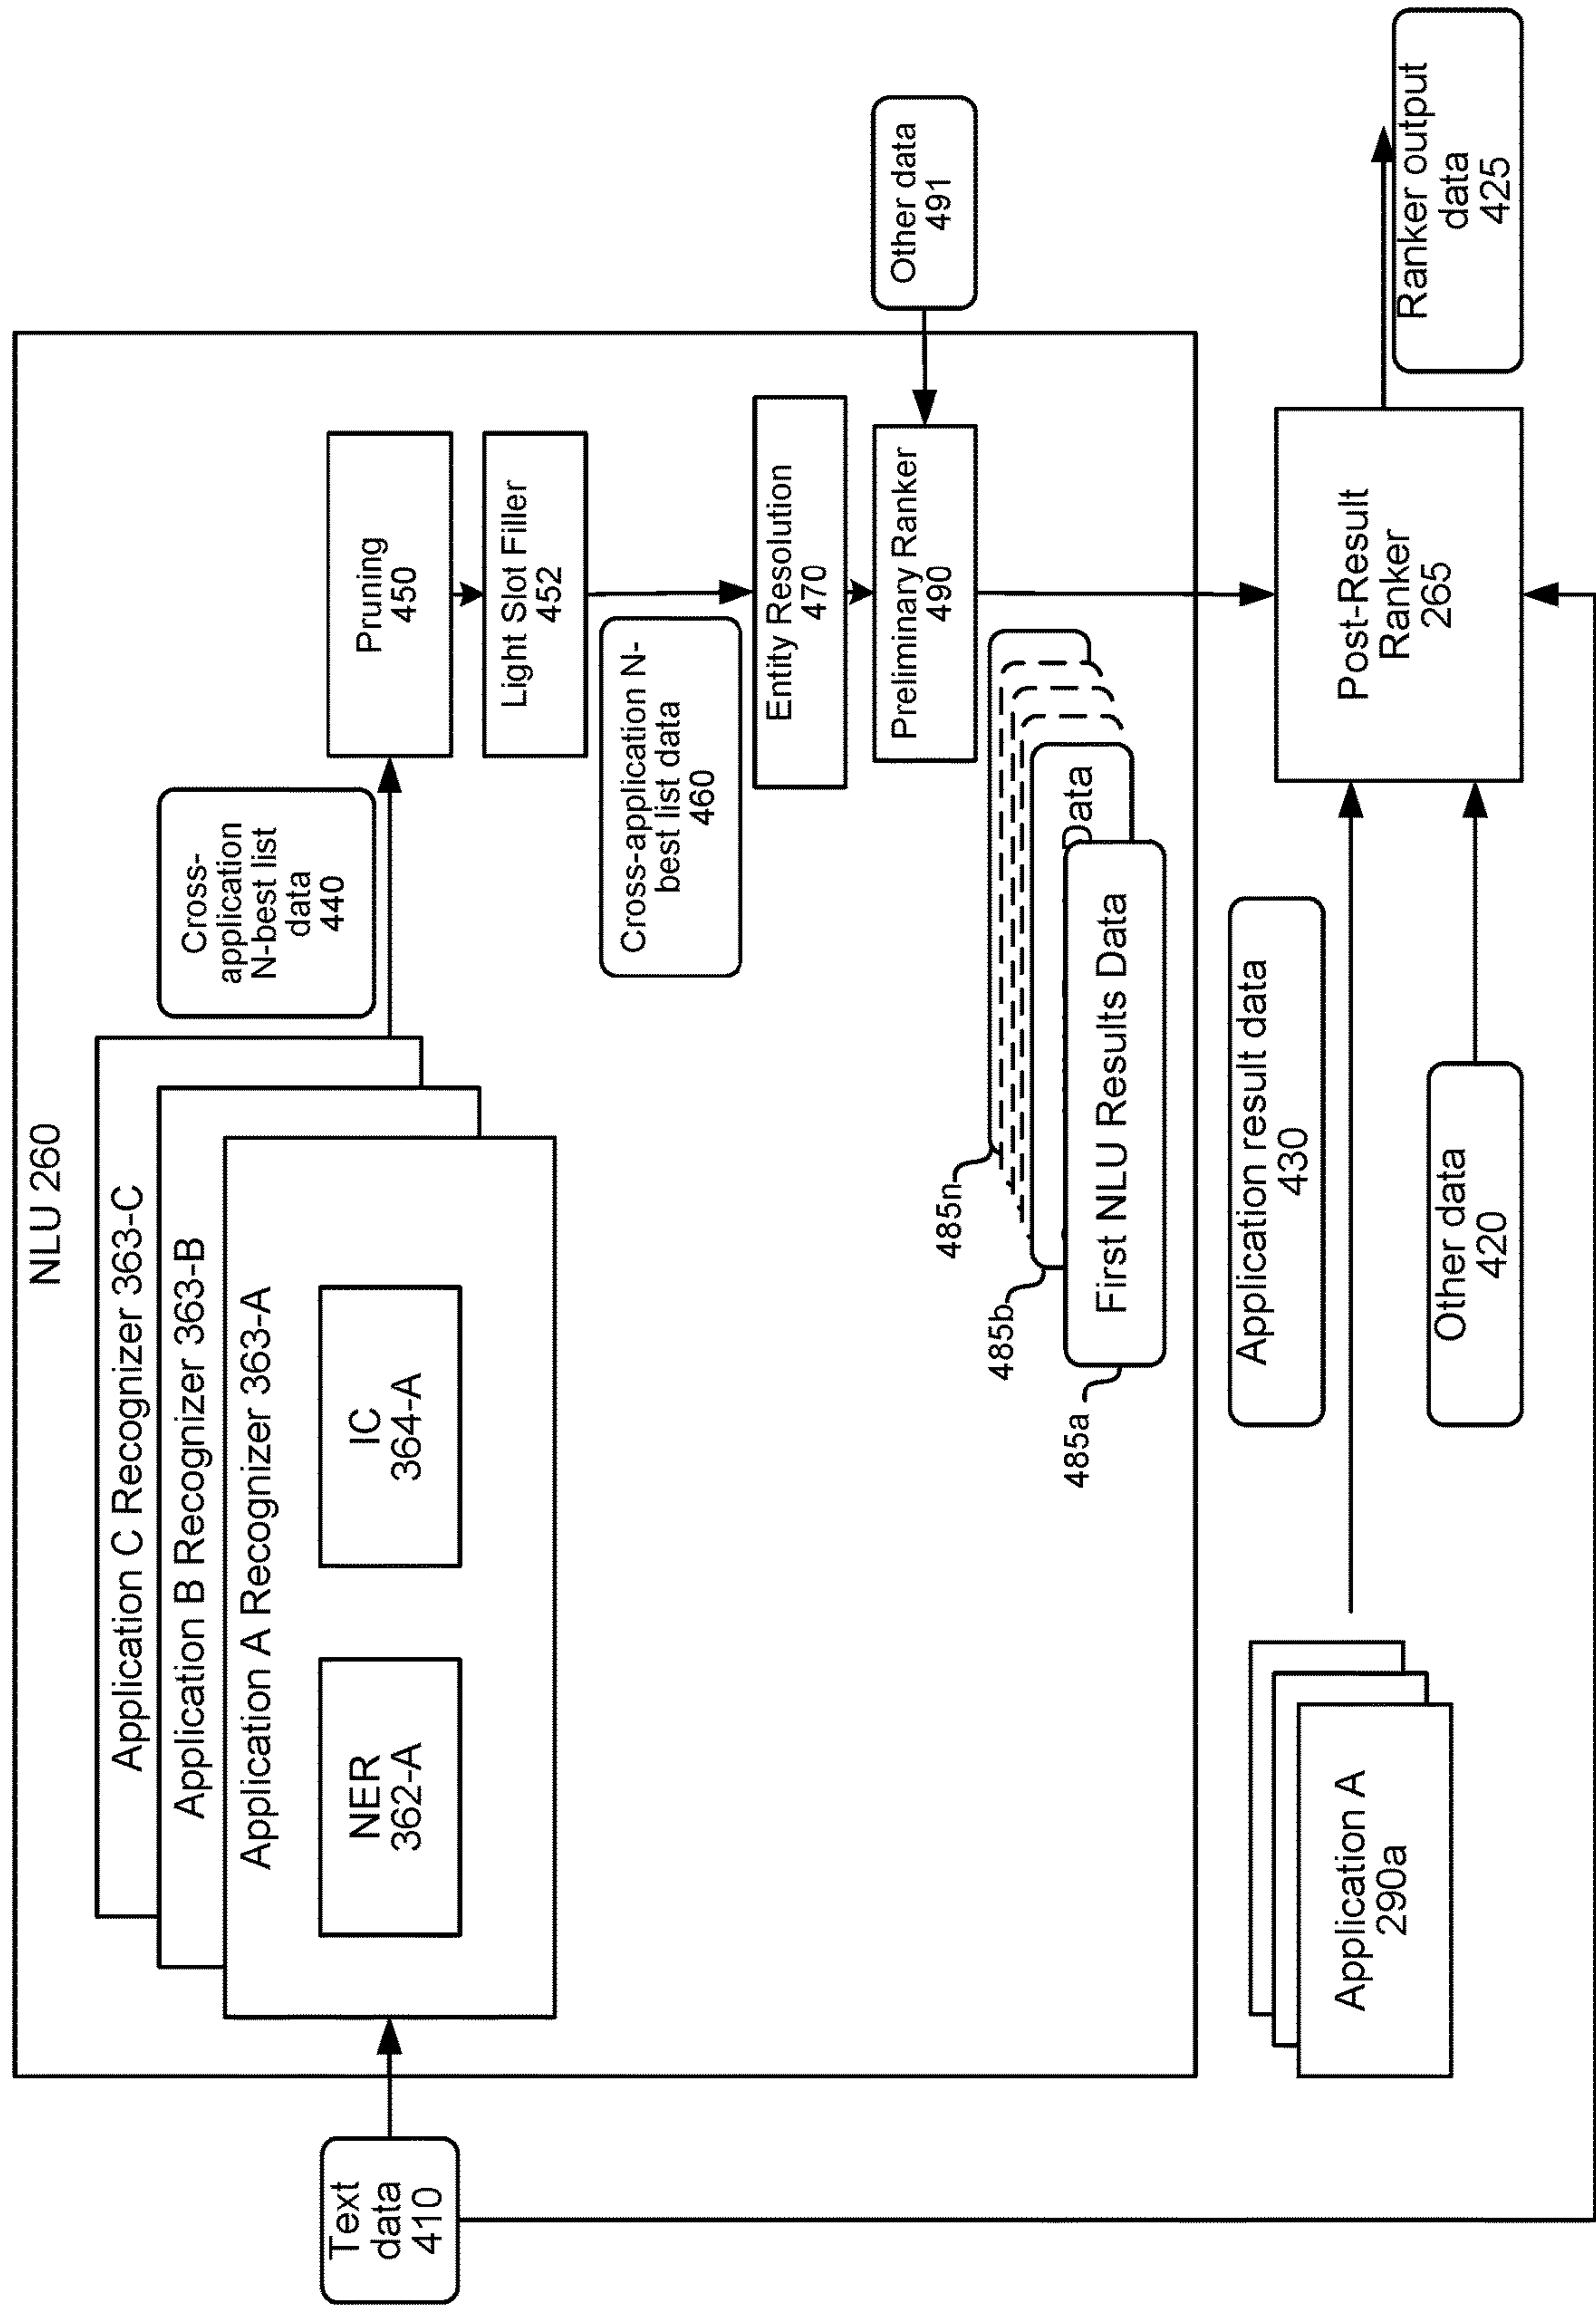 NLU 260
Application C Recognizer 363-C
Application B Recognizer 363-B
Application A Recognizer 363-A
NER
362-A
IC
364-A
Text
data
410
Cross-
application
N-best list
data
440
Pruning
450
Light Slot Filler
452
Cross-application N-
best list data
460
Entity Resolution
470
Preliminary Ranker
490
Other data
491
485n
485b
485a
First NLU Results Data
Application result data
430
Other data
420
Application A
290a
Post-Result
Ranker
265
Ranker output
data
425